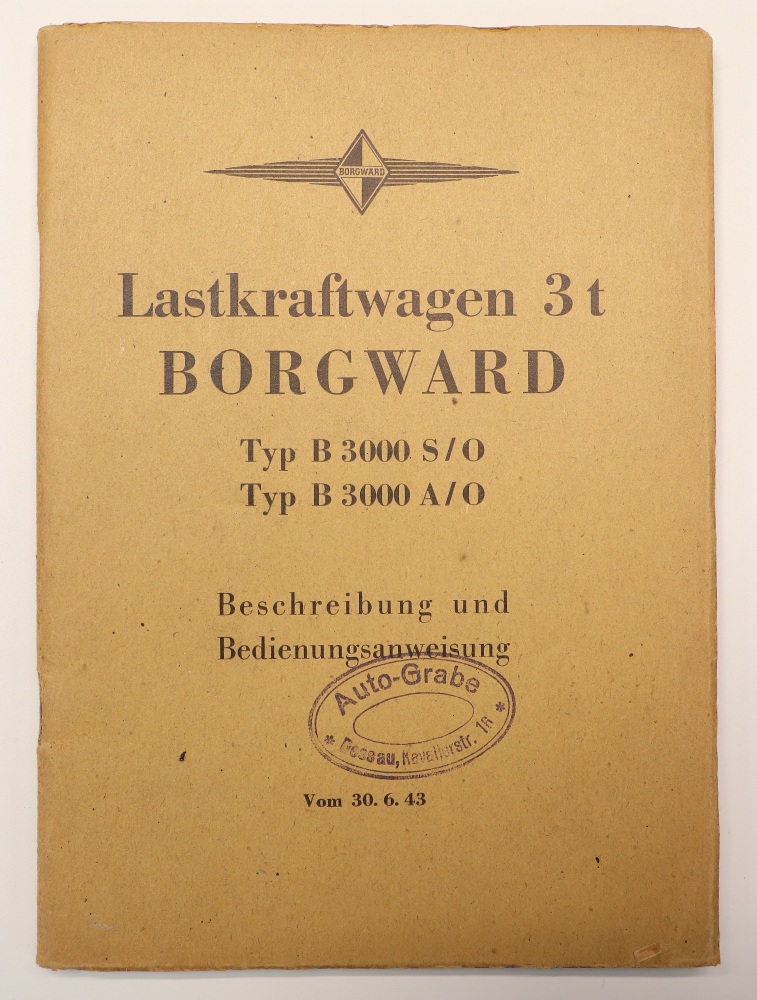 BORGWARD
Lastkraftwagen 3 t
BORGWARD
Typ B 3000 S/O
Typ B 3000 A/O
Beschreibung und
Bedienungsanweisung
Auto-Grabe
* Dessau, Kavalierstr. 16 *
Vom 30. 6. 43